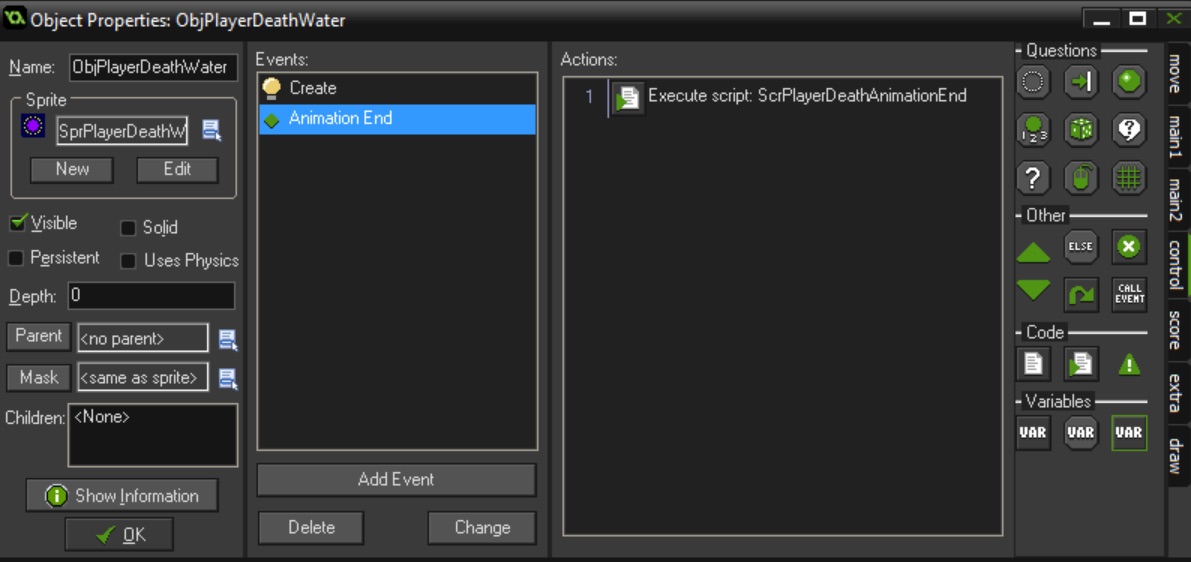 Object Properties: ObjPlayerDeathWater
Name: ObjPlayerDeathWater
Sprite
SprPlayerDeathW
New Edit
Visible Solid
Persistent Uses Physics
Depth: 0
Parent <no parent>
Mask <same as sprite>
Children: <None>
Show Information
OK
Events:
Create
Animation End
Add Event
Delete Change
Actions:
1 Execute script: ScrPlayerDeathAnimationEnd
Questions
1 2 3
?
?
Other
ELSE
CALL
EVENT
Code
Variables
VAR VAR VAR
move
main1
main2
control
score
extra
draw